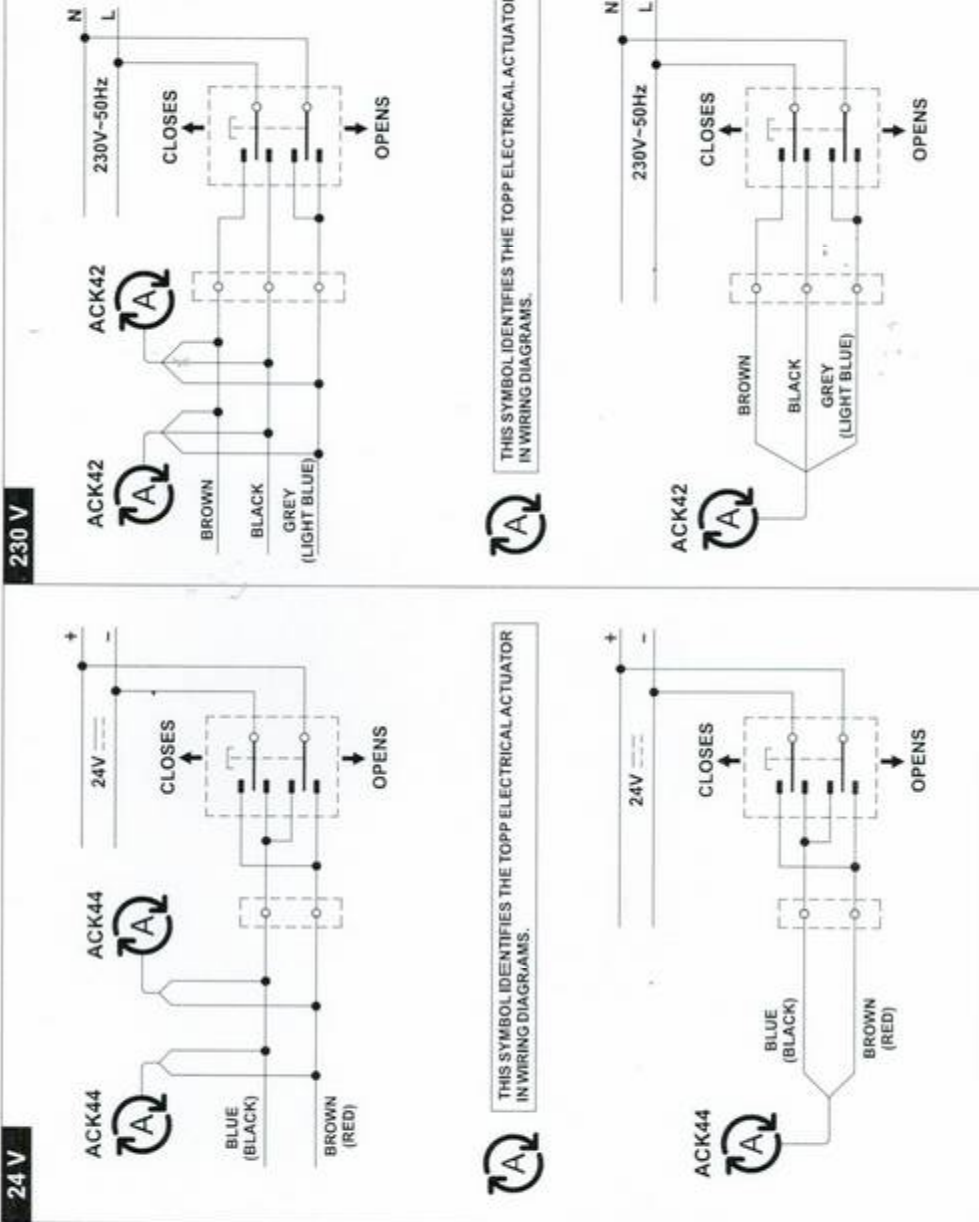 24 V
24V
+
−
ACK44
ACK44
CLOSES
OPENS
BLUE
(BLACK)
BROWN
(RED)
THIS SYMBOL IDENTIFIES THE TOPP ELECTRICAL ACTUATOR
IN WIRING DIAGRAMS.
24V
+
−
ACK44
CLOSES
OPENS
BLUE
(BLACK)
BROWN
(RED)
230 V
230V~50Hz
N
L
ACK42
ACK42
CLOSES
OPENS
BROWN
BLACK
GREY
(LIGHT BLUE)
THIS SYMBOL IDENTIFIES THE TOPP ELECTRICAL ACTUATOR
IN WIRING DIAGRAMS.
230V~50Hz
N
L
ACK42
CLOSES
OPENS
BROWN
BLACK
GREY
(LIGHT BLUE)
A
A
A
A
A
A
A
A